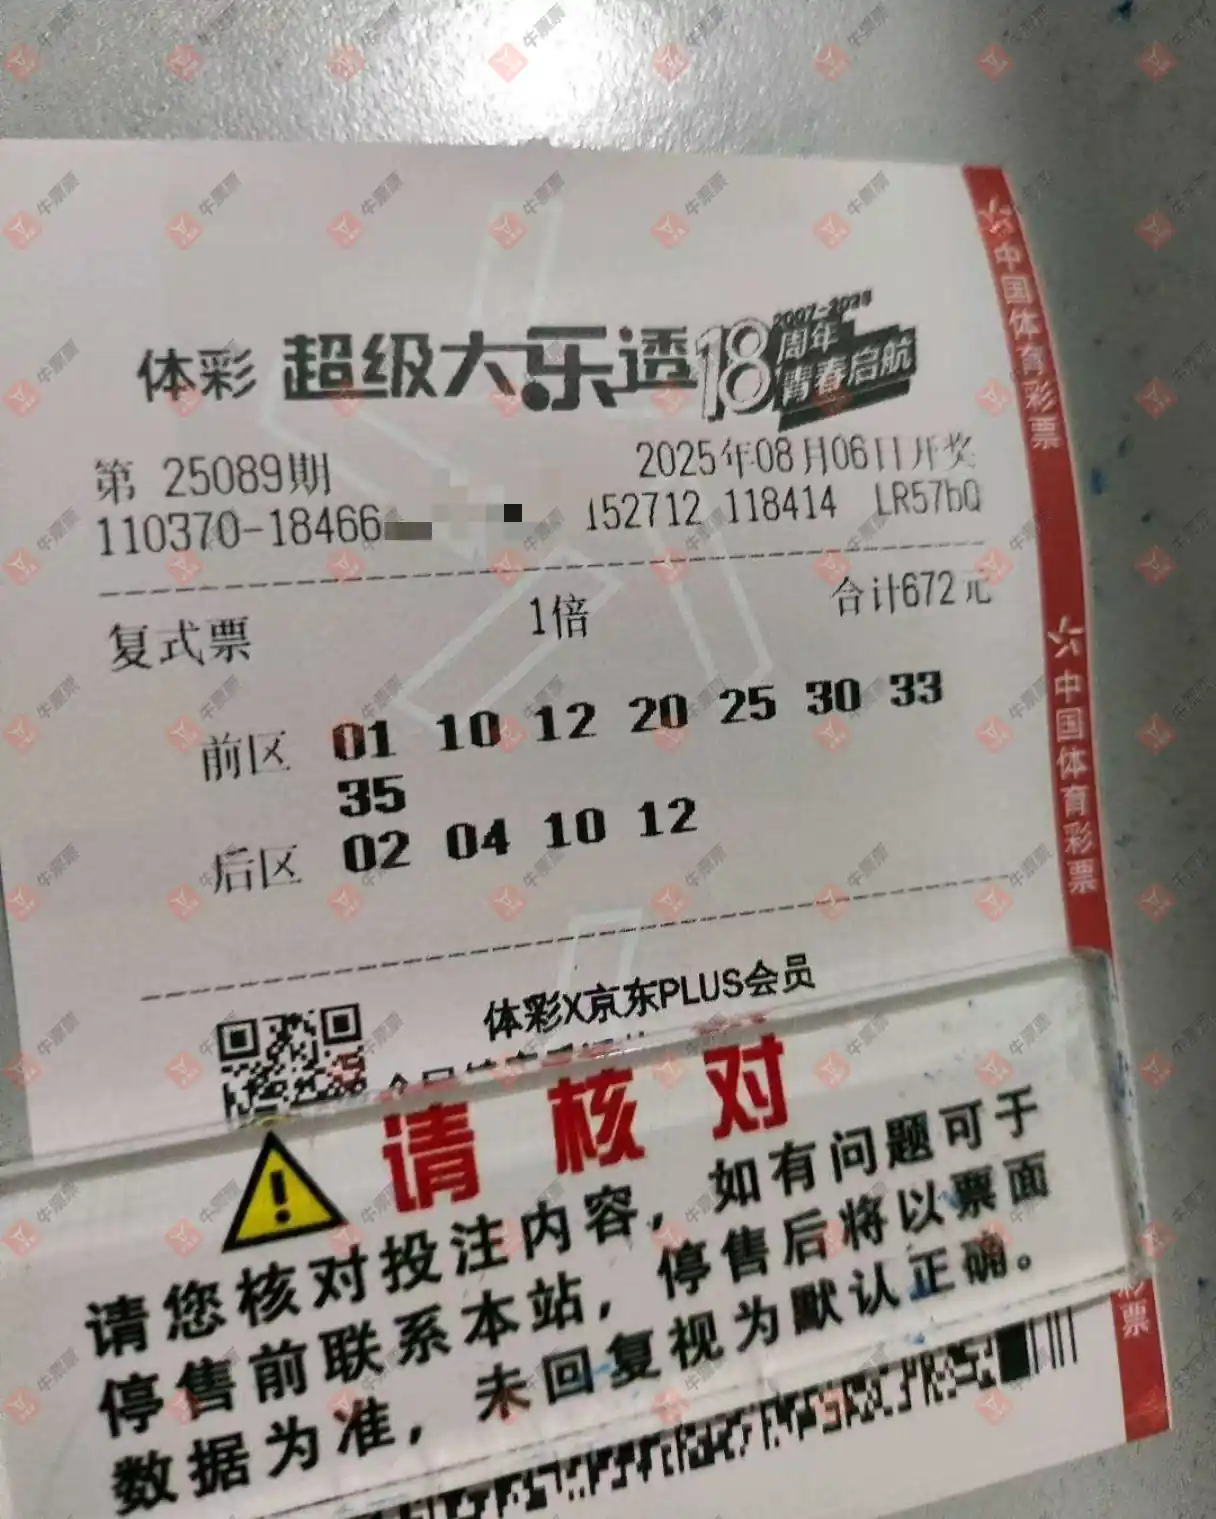 体彩 超级大乐透 18 2007-2025 周年 青春启航
第 25089期 2025年08月06日开奖
110370-18466 152712 118414 LR57bQ
复式票 1倍 合计672元
前区 01 10 12 20 25 30 33
35
后区 02 04 10 12
体彩X京东PLUS会员
请核对
请您核对投注内容，如有问题可于
停售前联系本站，停售后将以票面
数据为准，未回复视为默认正确。
中国体育彩票
中国体育彩票
彩票
牛票票